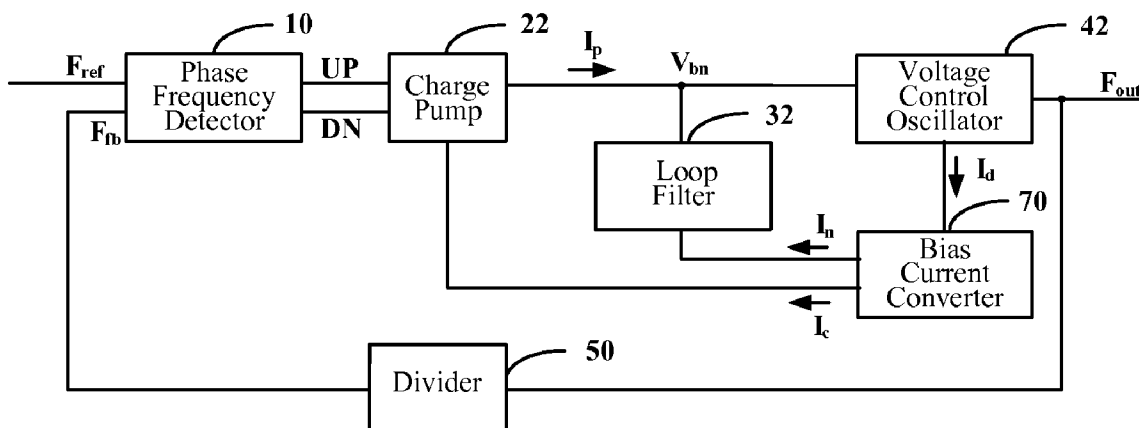 10
22
42
F_ref
Phase
Frequency
Detector
UP
DN
F_fb
Charge
Pump
I_p
V_bn
Voltage
Control
Oscillator
F_out
32
Loop
Filter
I_d
70
I_n
Bias
Current
Converter
I_c
50
Divider